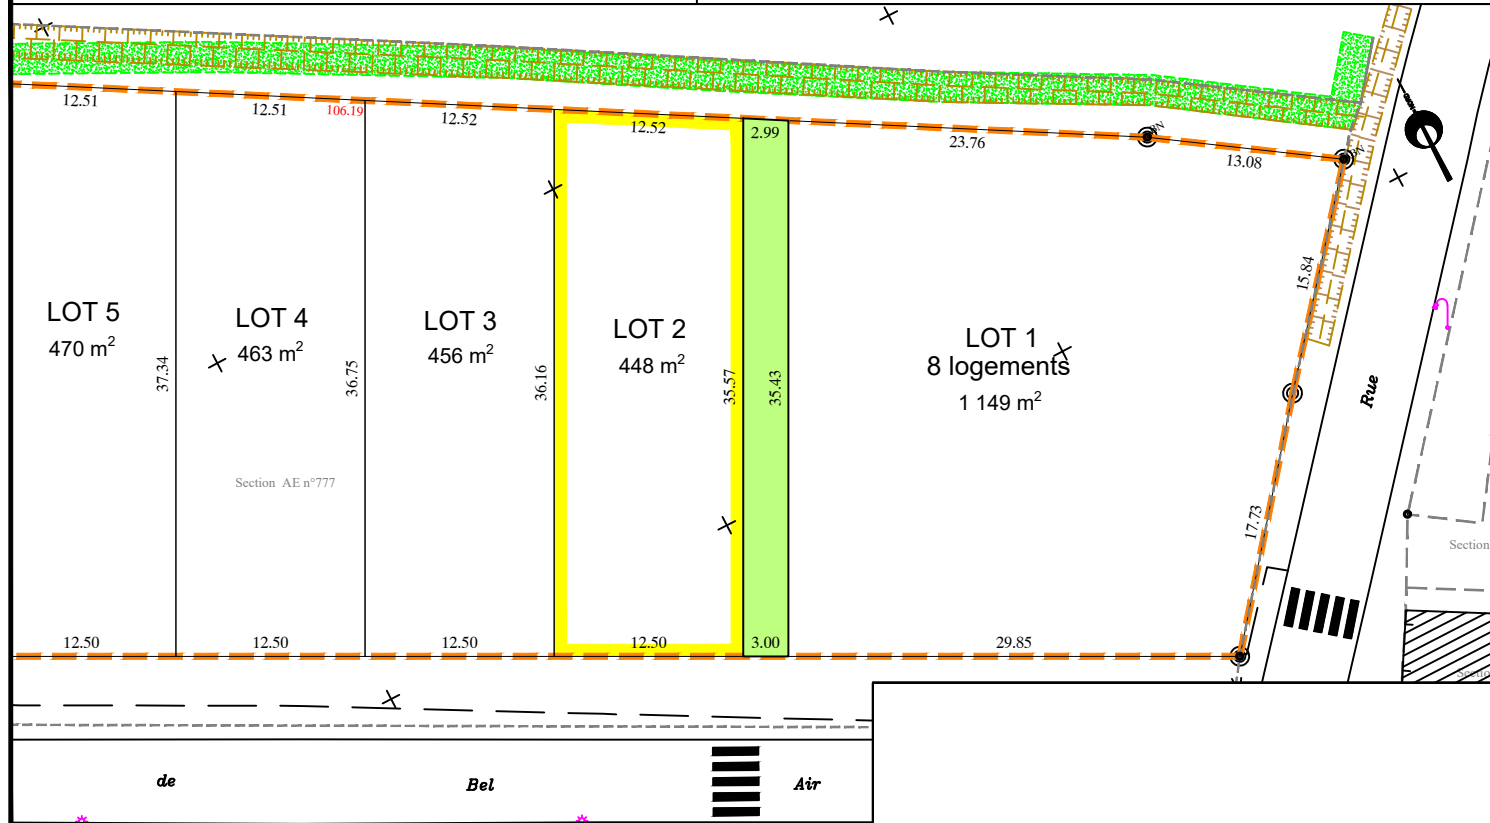 12.51
12.51
106.19
12.52
12.52
2.99
23.76
13.08
15.84
LOT 5
470 m²
LOT 4
463 m²
LOT 3
456 m²
LOT 2
448 m²
LOT 1
8 logements
1 149 m²
37.34
36.75
36.16
35.57
35.43
Rue
Section AE n°777
17.73
Section
12.50
12.50
12.50
12.50
3.00
29.85
de
Bel
Air